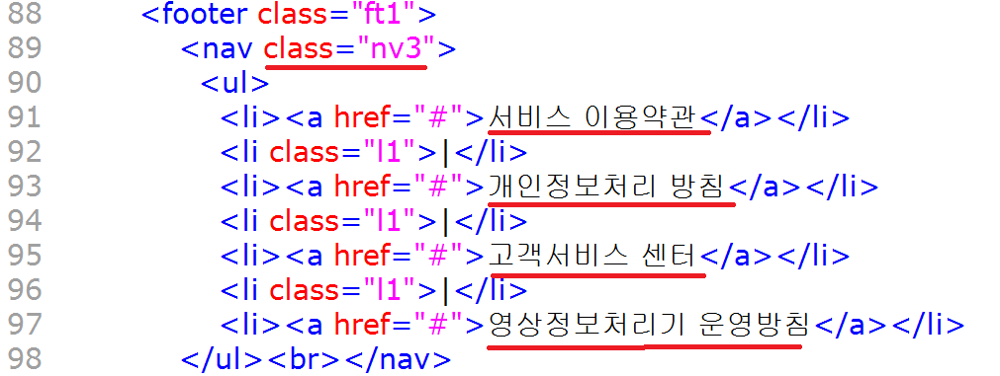 88 <footer class="ft1">
89 <nav class="nv3">
90 <ul>
91 <li><a href="#">서비스 이용약관</a></li>
92 <li class="l1">|</li>
93 <li><a href="#">개인정보처리 방침</a></li>
94 <li class="l1">|</li>
95 <li><a href="#">고객서비스 센터</a></li>
96 <li class="l1">|</li>
97 <li><a href="#">영상정보처리기 운영방침</a></li>
98 </ul><br></nav>